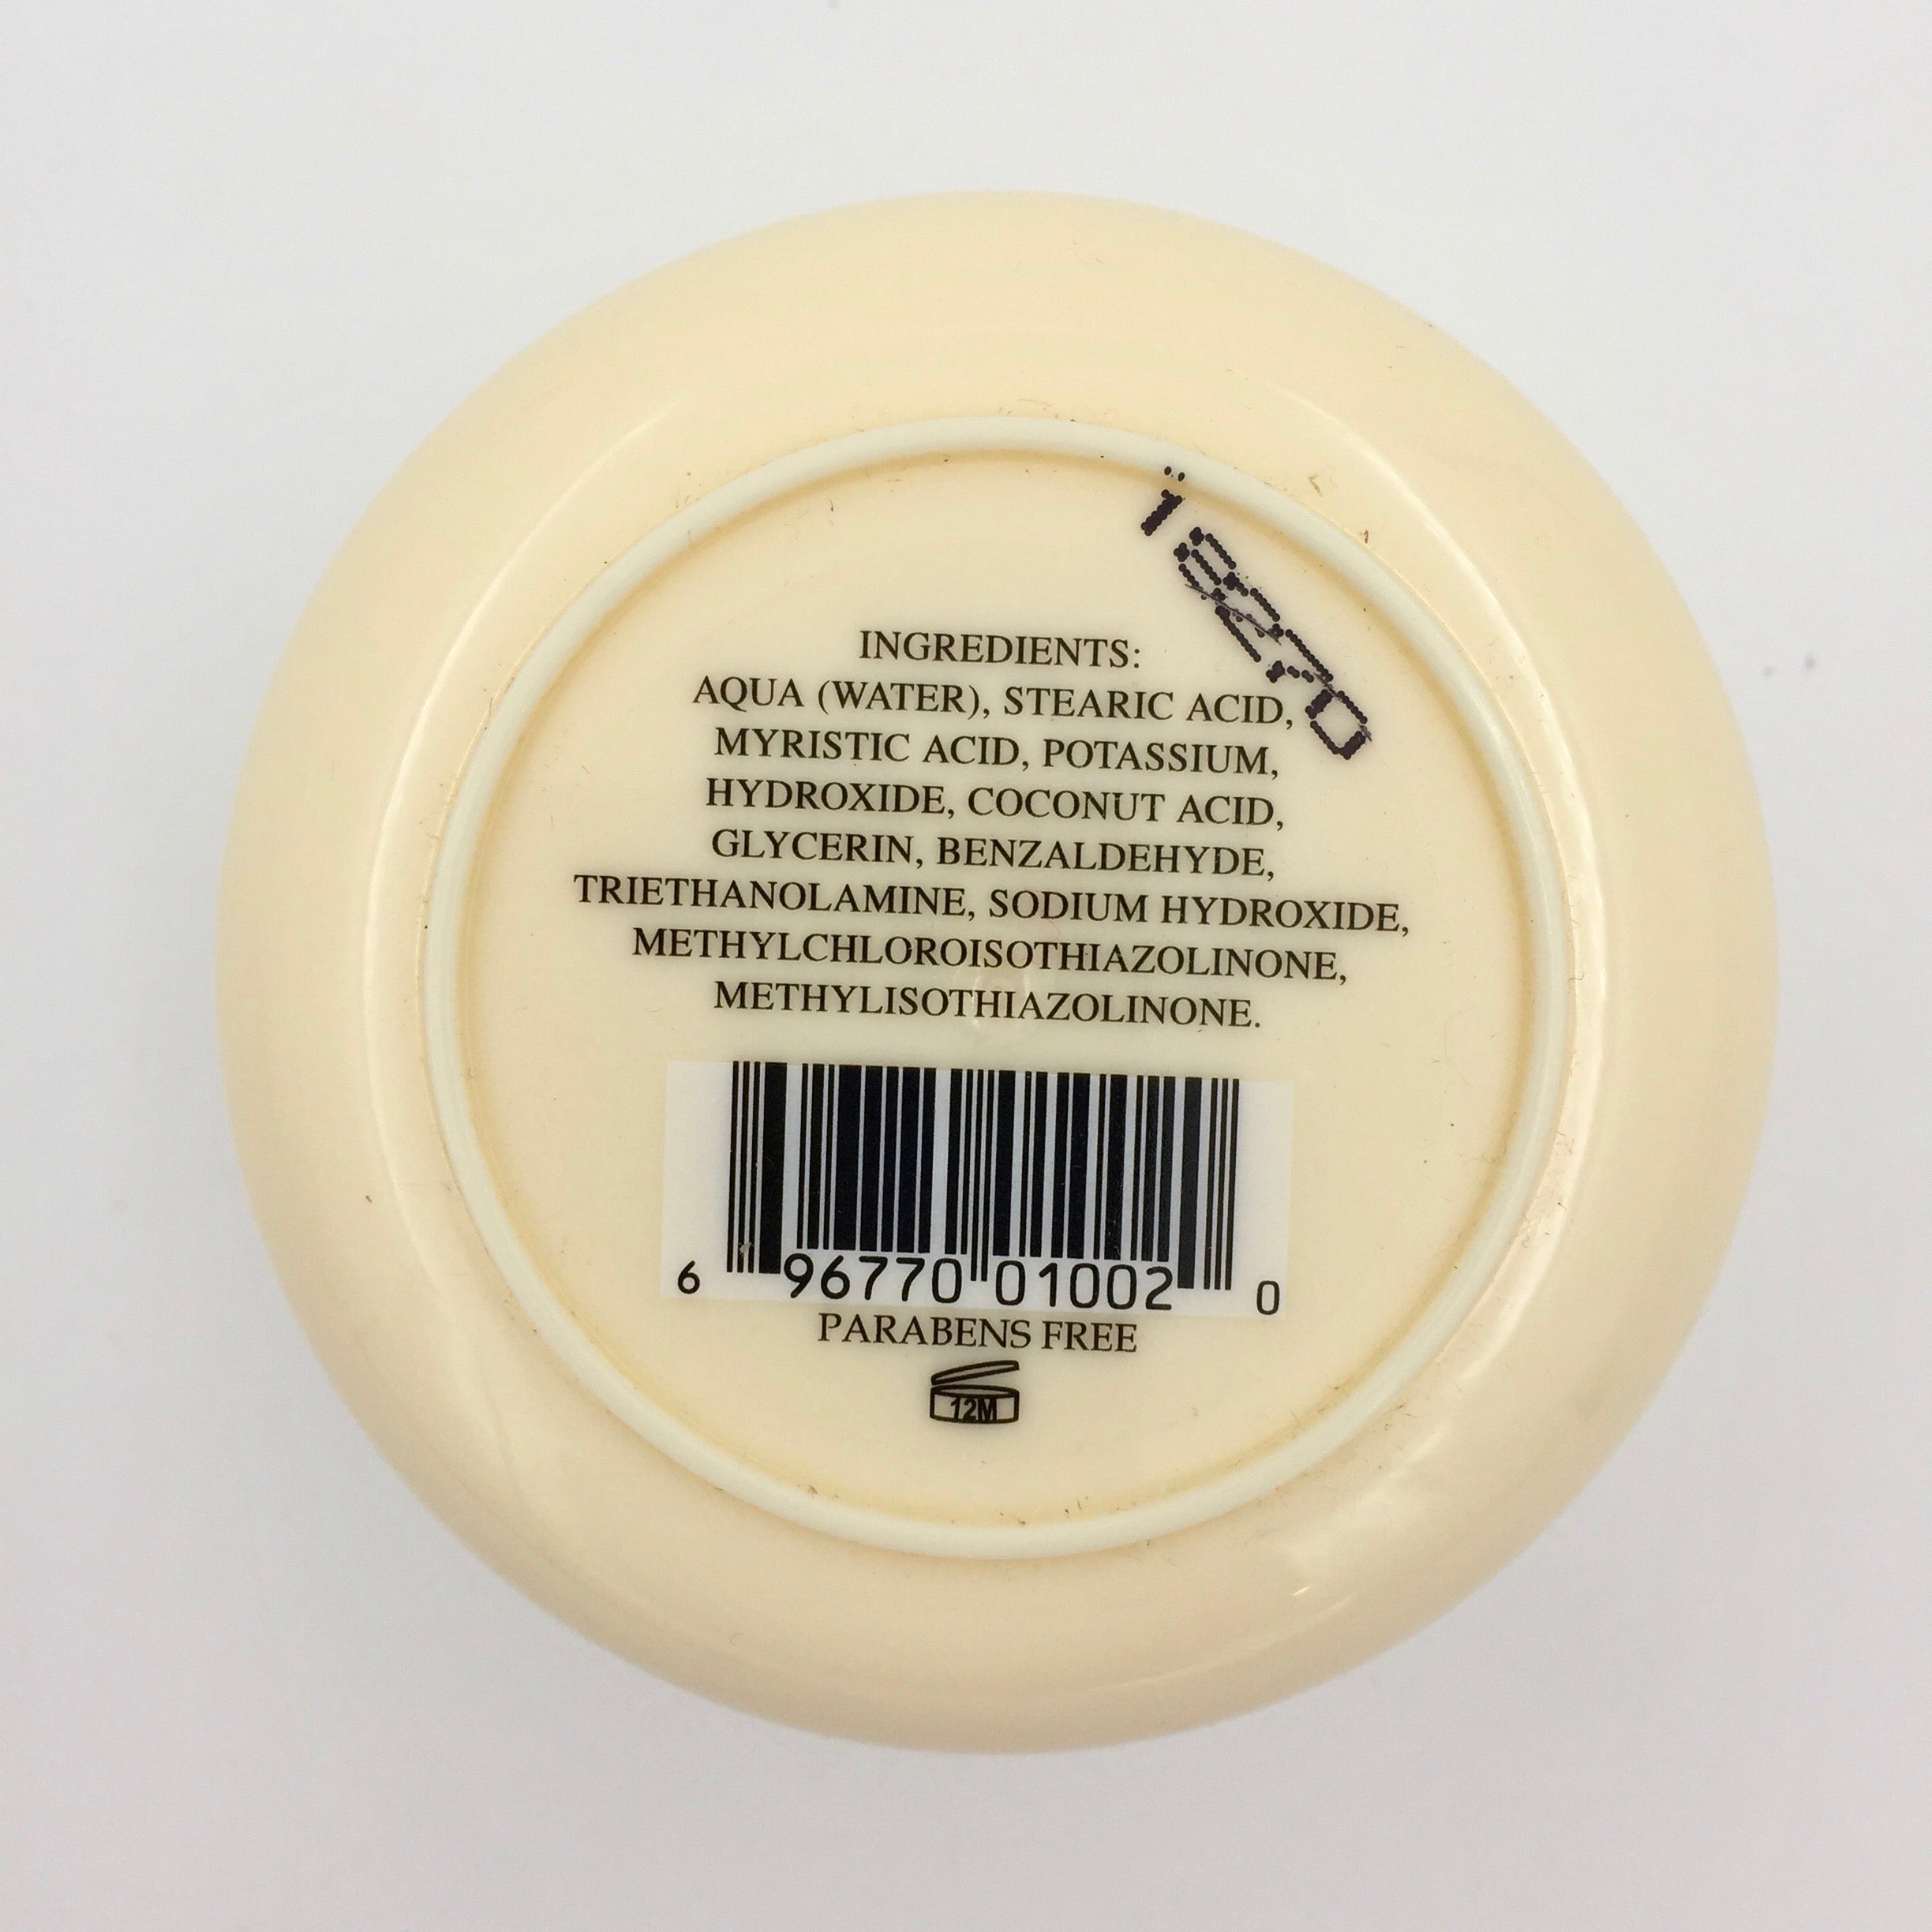 INGREDIENTS:
AQUA (WATER), STEARIC ACID,
MYRISTIC ACID, POTASSIUM,
HYDROXIDE, COCONUT ACID,
GLYCERIN, BENZALDEHYDE,
TRIETHANOLAMINE, SODIUM HYDROXIDE,
METHYLCHLOROISOTHIAZOLINONE,
METHYLISOTHIAZOLINONE.
6 96770 01002 0
PARABENS FREE
12M